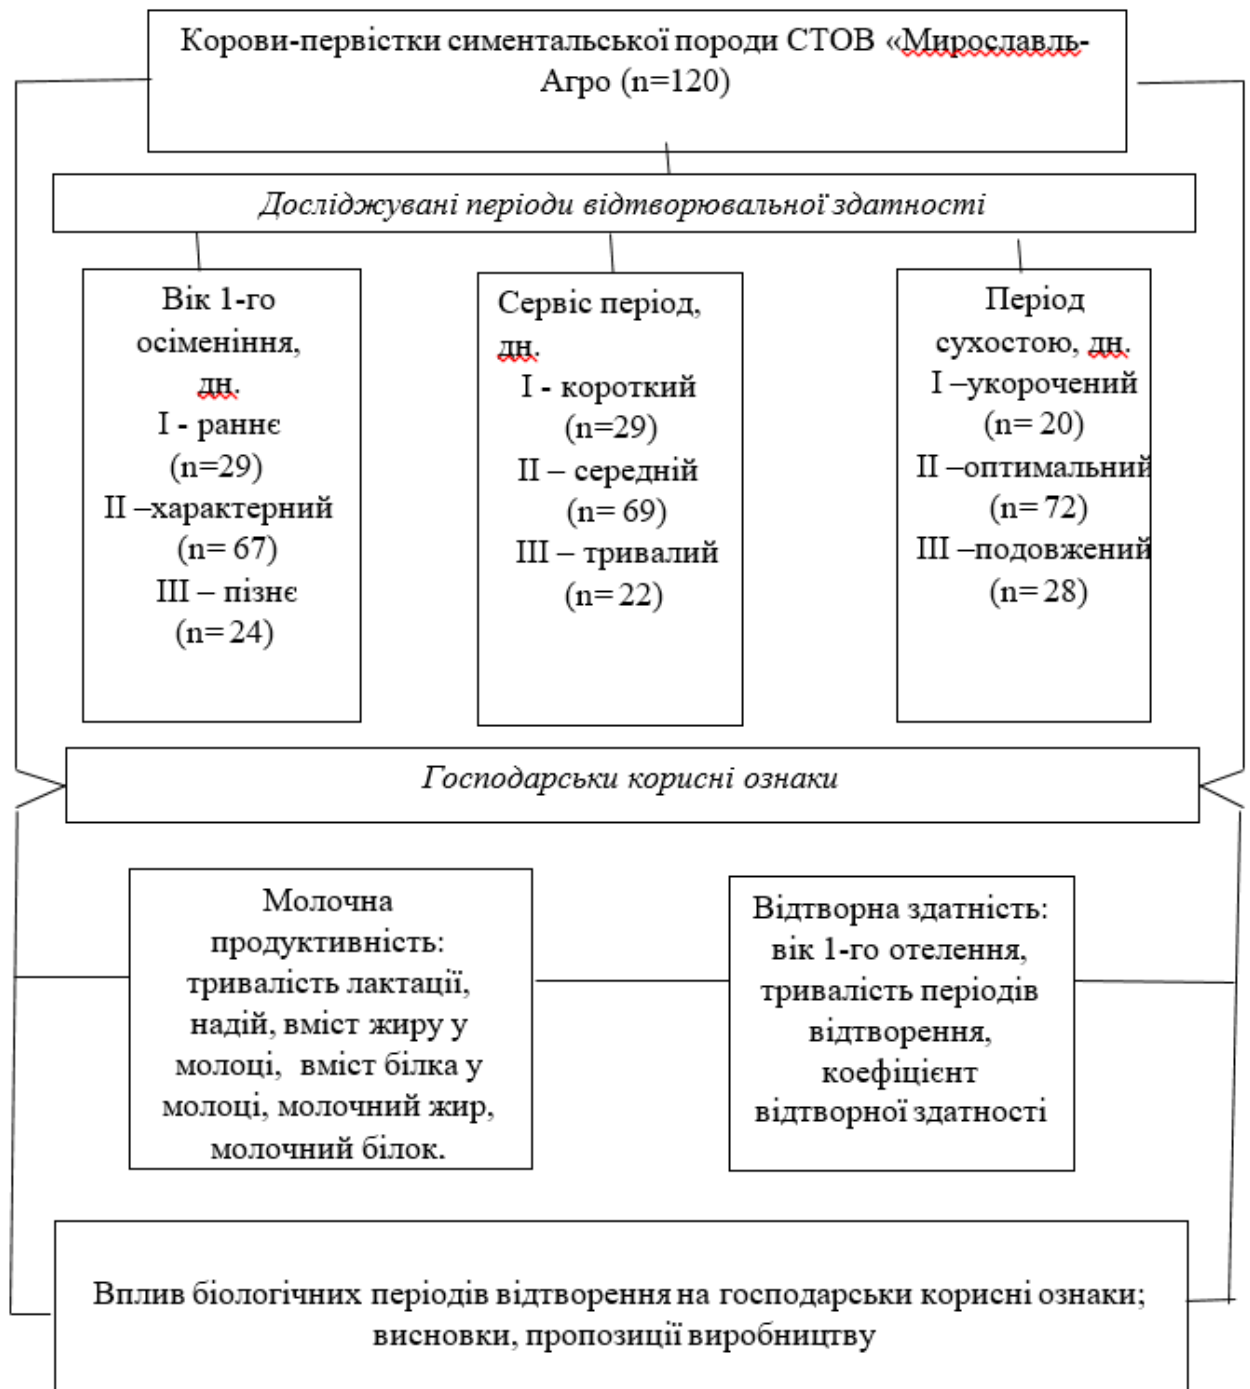 Корови-первістки симентальської породи СТОВ «Мирославль-
Агро (n=120)
Досліджувані періоди відтворювальної здатності
Вік 1-го
осіменіння,
дн.
I - раннє
(n=29)
II –характерний
(n= 67)
III – пізнє
(n= 24)
Сервіс період,
дн.
I - короткий
(n=29)
II – середній
(n= 69)
III – тривалий
(n= 22)
Період
сухостою, дн.
I –укорочений
(n= 20)
II –оптимальний
(n= 72)
III –подовжений
(n= 28)
Господарськи корисні ознаки
Молочна
продуктивність:
тривалість лактації,
надій, вміст жиру у
молоці, вміст білка у
молоці, молочний жир,
молочний білок.
Відтворна здатність:
вік 1-го отелення,
тривалість періодів
відтворення,
коефіцієнт
відтворної здатності
Вплив біологічних періодів відтворення на господарськи корисні ознаки;
висновки, пропозиції виробництву